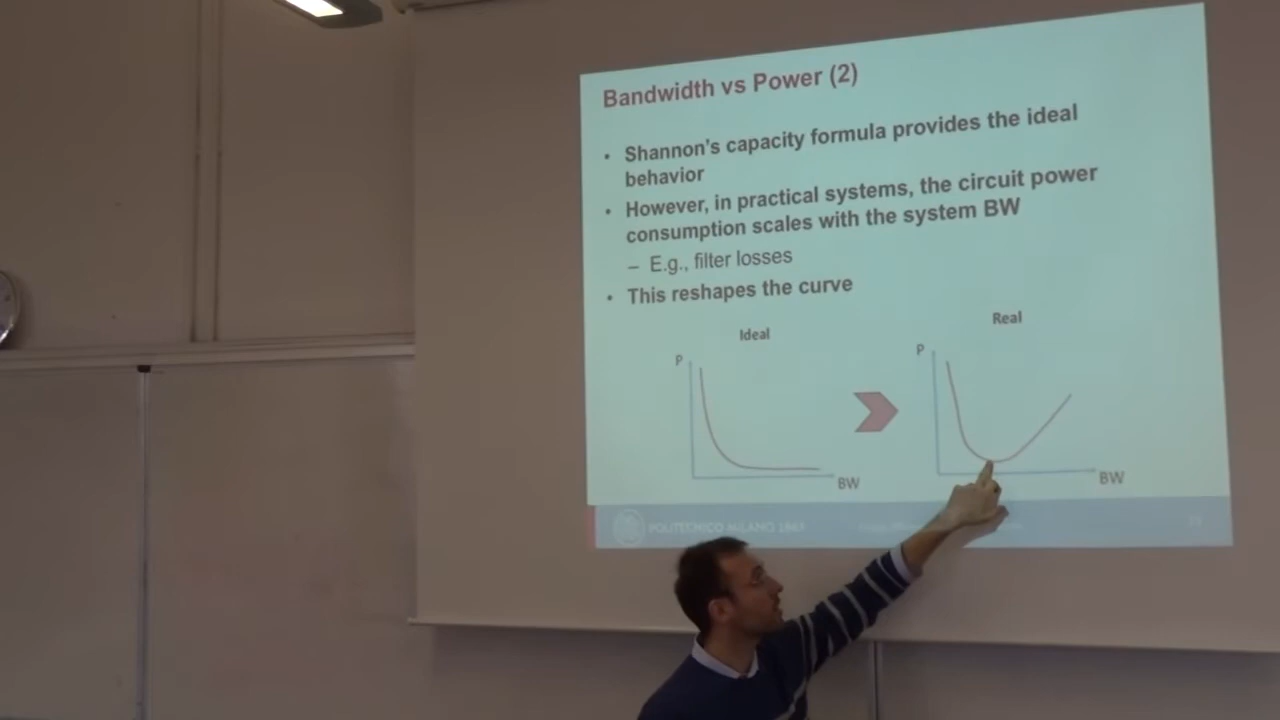 Bandwidth vs Power (2)
• Shannon's capacity formula provides the ideal
behavior
• However, in practical systems, the circuit power
consumption scales with the system BW
– E.g., filter losses
• This reshapes the curve
Ideal
Real
P
P
BW
BW
POLITECNICO MILANO 1863